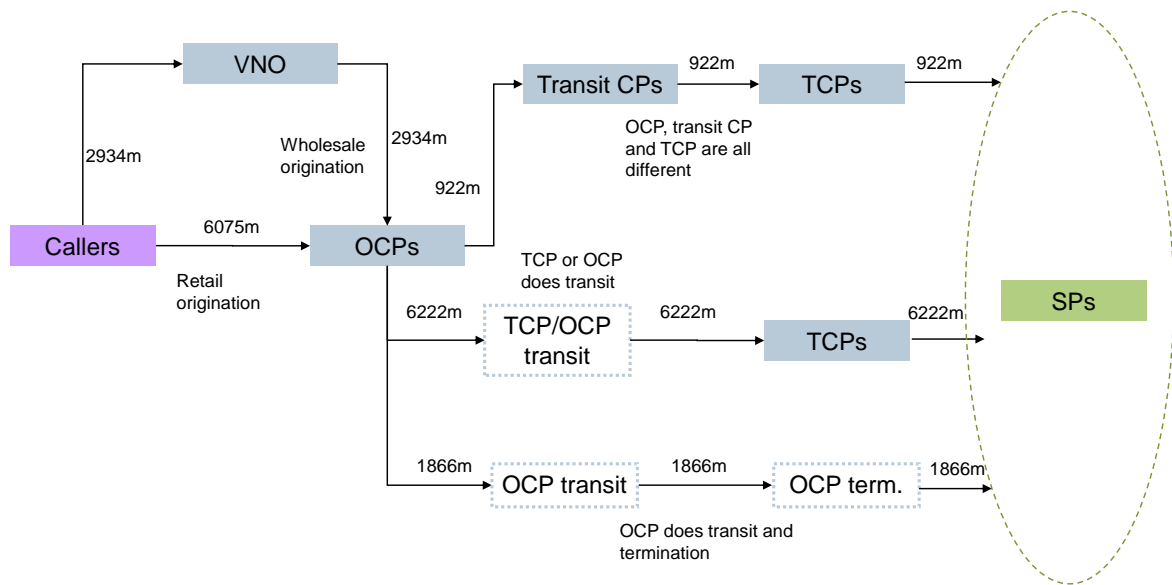 VNO
Transit CPs
922m
TCPs
922m
2934m
Wholesale
origination
2934m
922m
OCP, transit CP
and TCP are all
different
Callers
6075m
OCPs
Retail
origination
TCP or OCP
does transit
6222m
TCP/OCP
transit
6222m
TCPs
6222m
SPs
1866m
OCP transit
1866m
OCP term.
1866m
OCP does transit and
termination